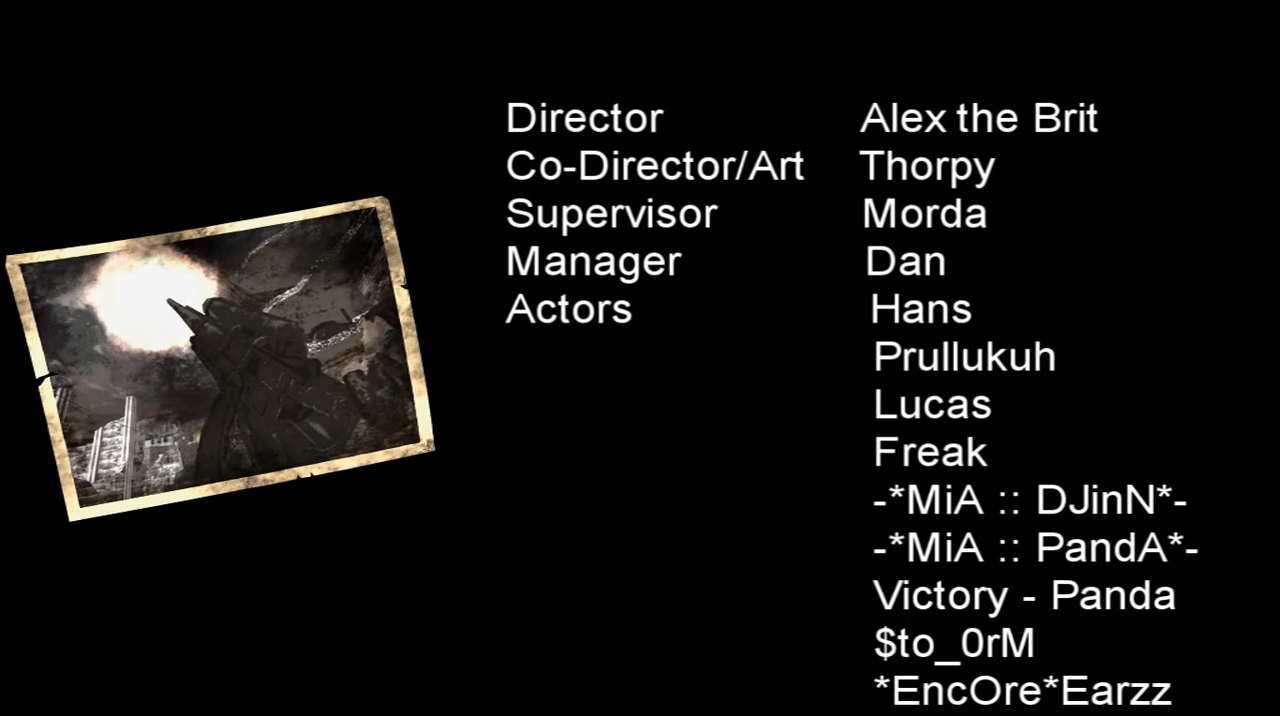 Director Alex the Brit
Co-Director/Art Thorpy
Supervisor Morda
Manager Dan
Actors Hans
Prullukuh
Lucas
Freak
-*MiA :: DJinN*-
-*MiA :: PandA*-
Victory - Panda
$to_0rM
*EncOre*Earzz